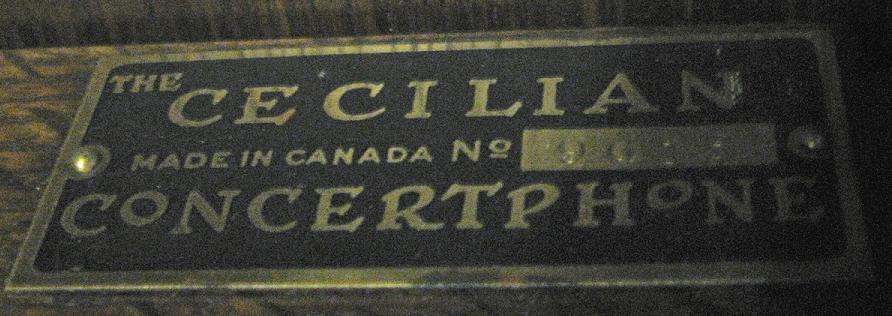 THE
CECILIAN
MADE IN CANADA Nº
CONCERTPHONE